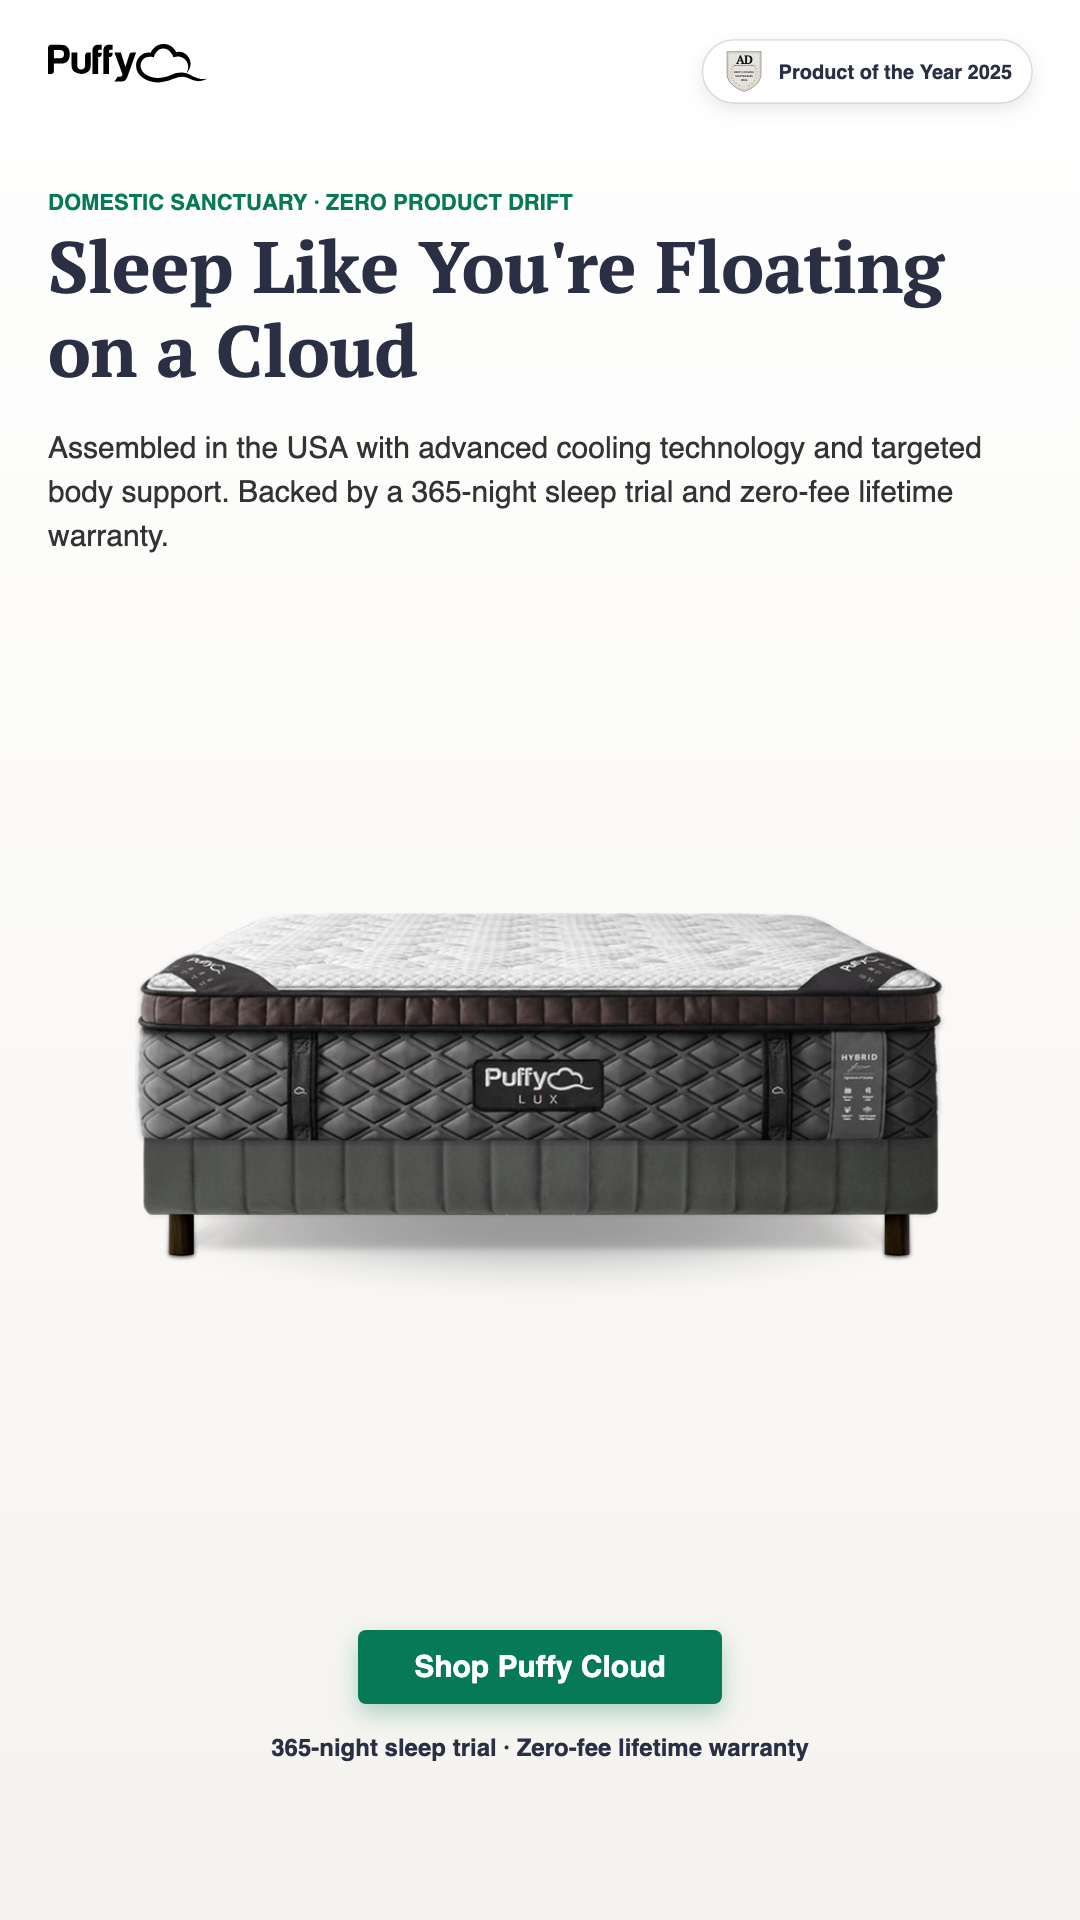 Puffy
AD
Product of the Year 2025
DOMESTIC SANCTUARY · ZERO PRODUCT DRIFT
Sleep Like You're Floating
on a Cloud
Assembled in the USA with advanced cooling technology and targeted
body support. Backed by a 365-night sleep trial and zero-fee lifetime
warranty.
Puffy
Puffy
HYBRID
Puffy
LUX
Shop Puffy Cloud
365-night sleep trial · Zero-fee lifetime warranty